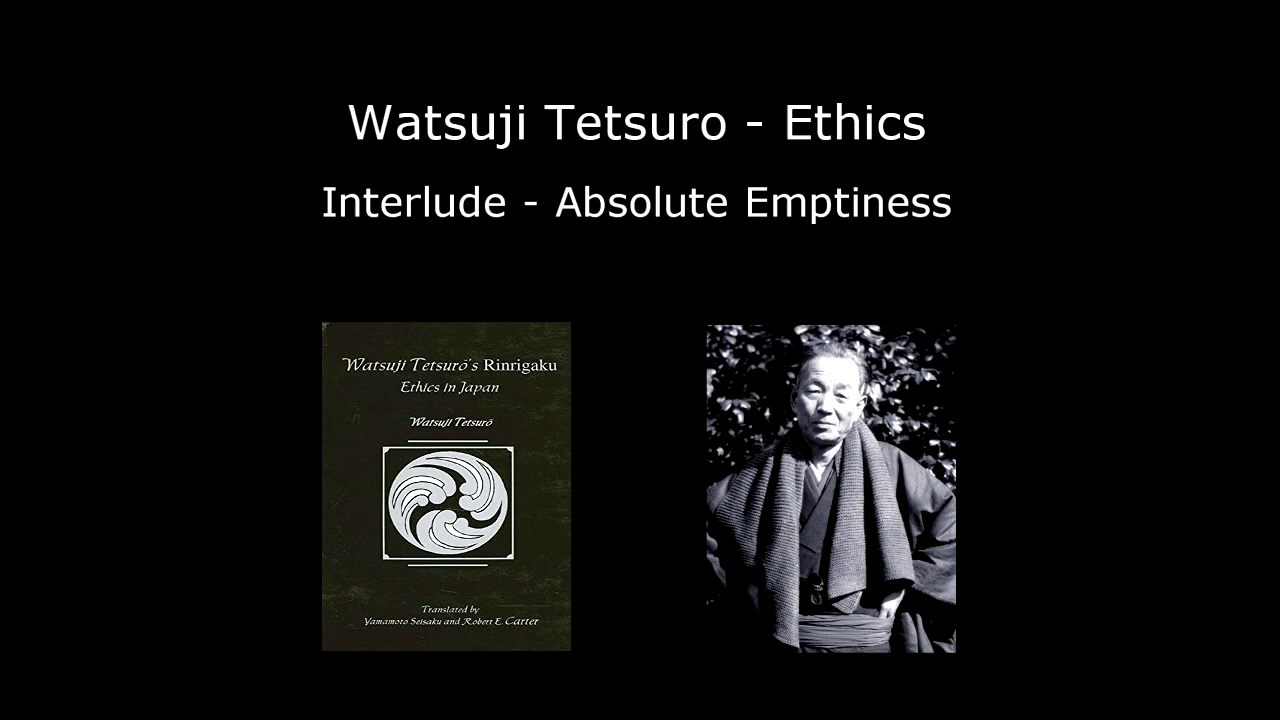 Watsuji Tetsuro - Ethics
Interlude - Absolute Emptiness
Watsuji Tetsurō's Rinrigaku
Ethics in Japan
Watsuji Tetsurō
Translated by
Yamamoto Seisaku and Robert E. Carter